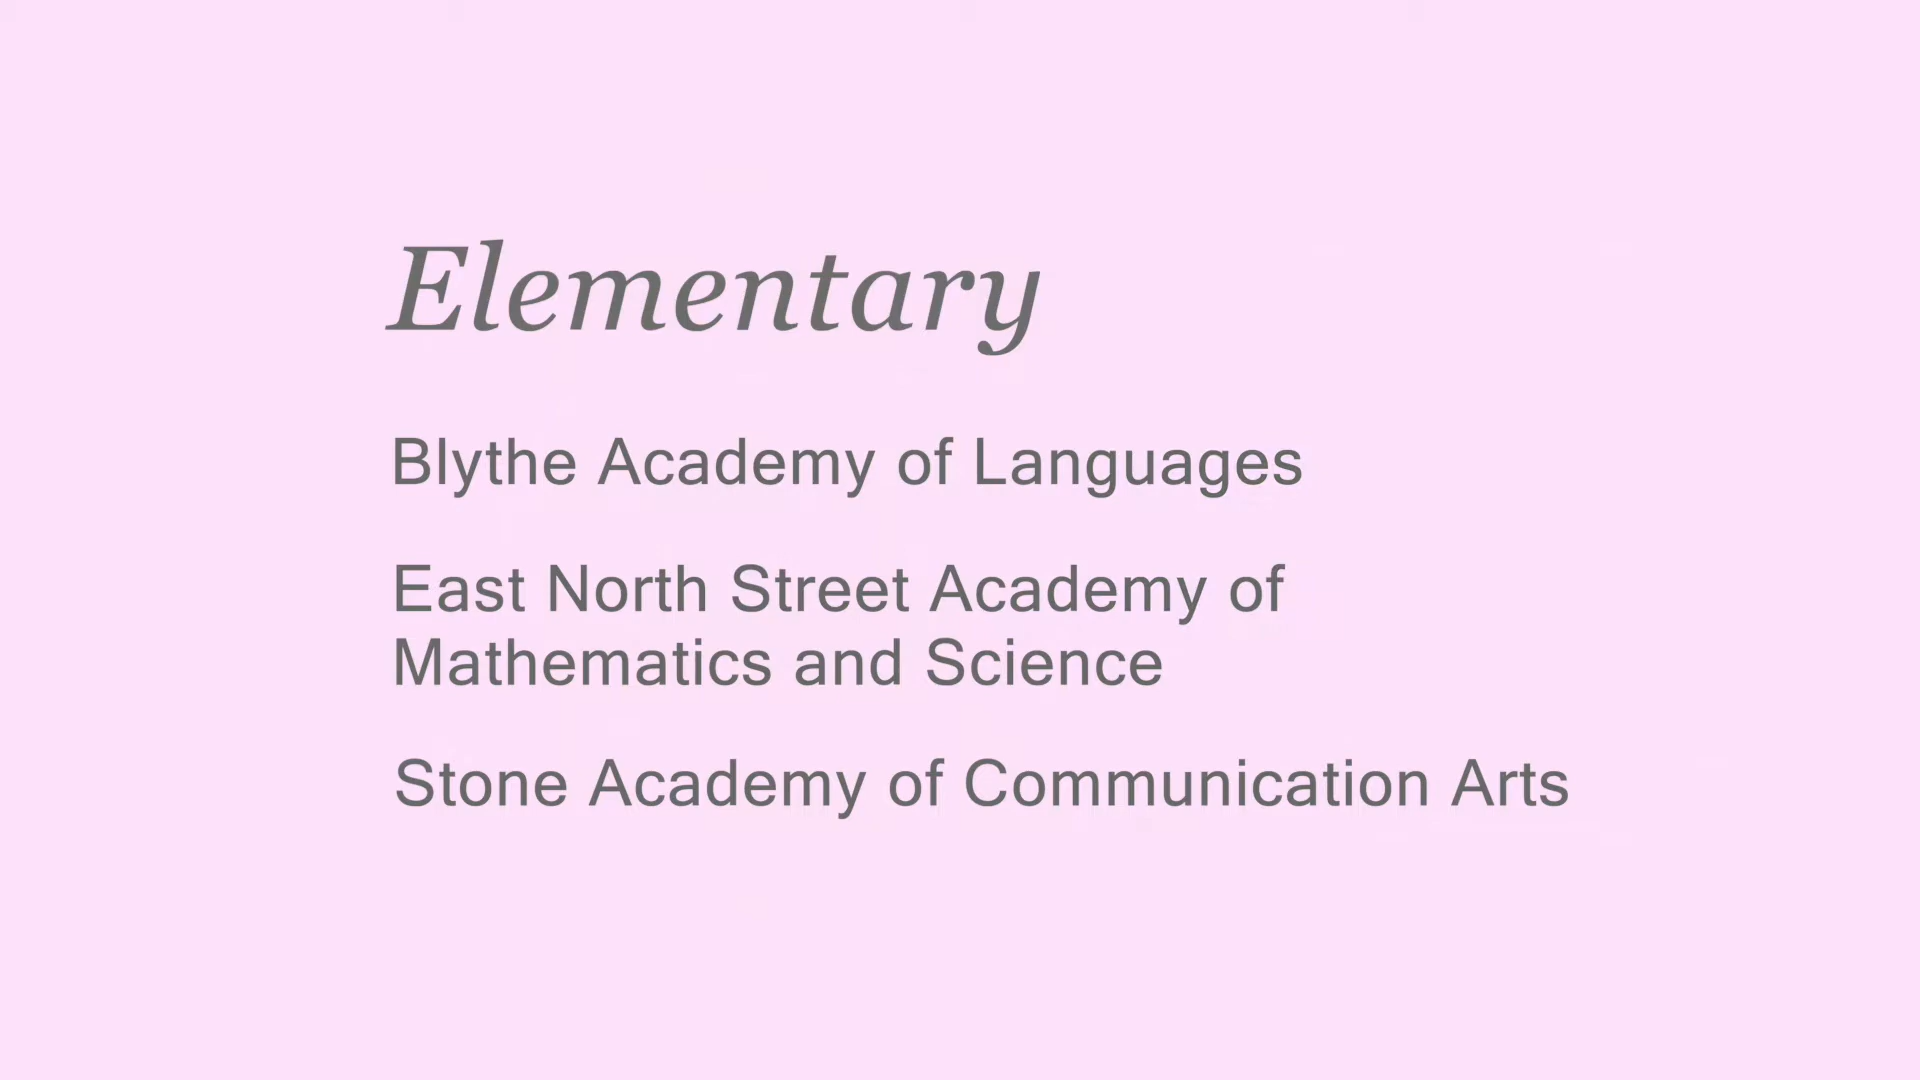 Elementary
Blythe Academy of Languages
East North Street Academy of
Mathematics and Science
Stone Academy of Communication Arts